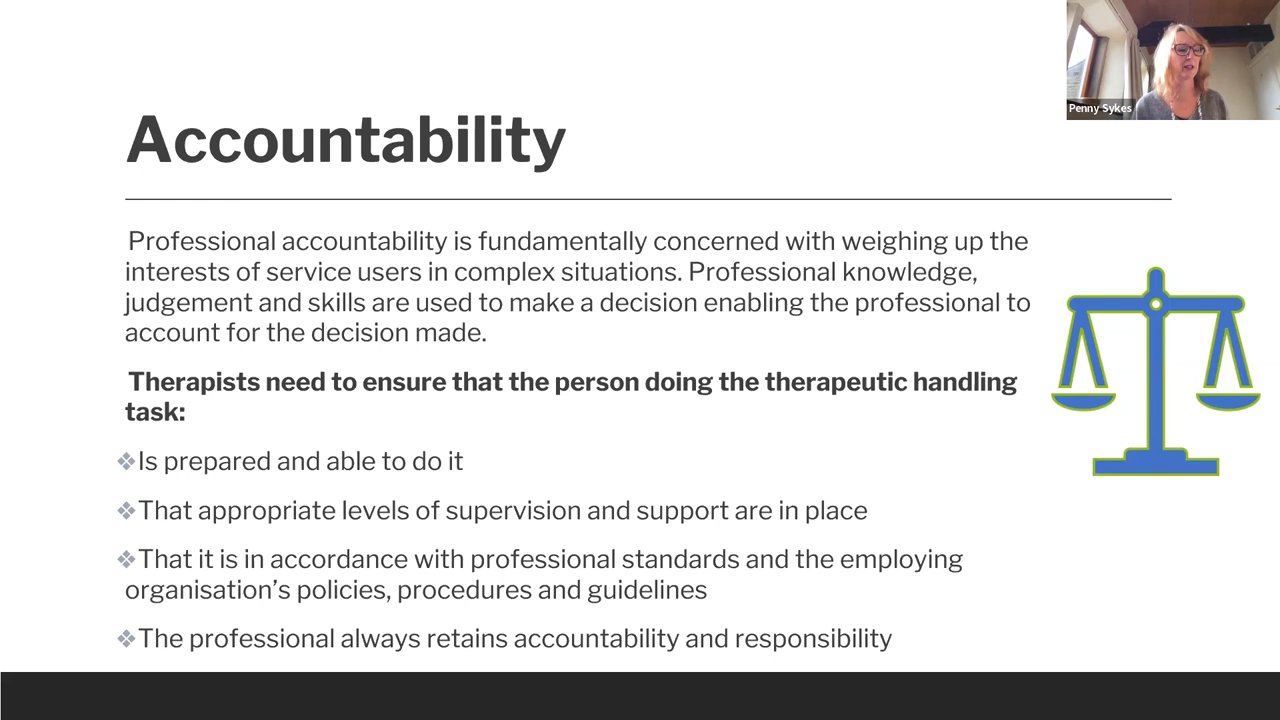 Penny Sykes
Accountability
Professional accountability is fundamentally concerned with weighing up the
interests of service users in complex situations. Professional knowledge,
judgement and skills are used to make a decision enabling the professional to
account for the decision made.
Therapists need to ensure that the person doing the therapeutic handling
task:
❖Is prepared and able to do it
❖That appropriate levels of supervision and support are in place
❖That it is in accordance with professional standards and the employing
organisation’s policies, procedures and guidelines
❖The professional always retains accountability and responsibility